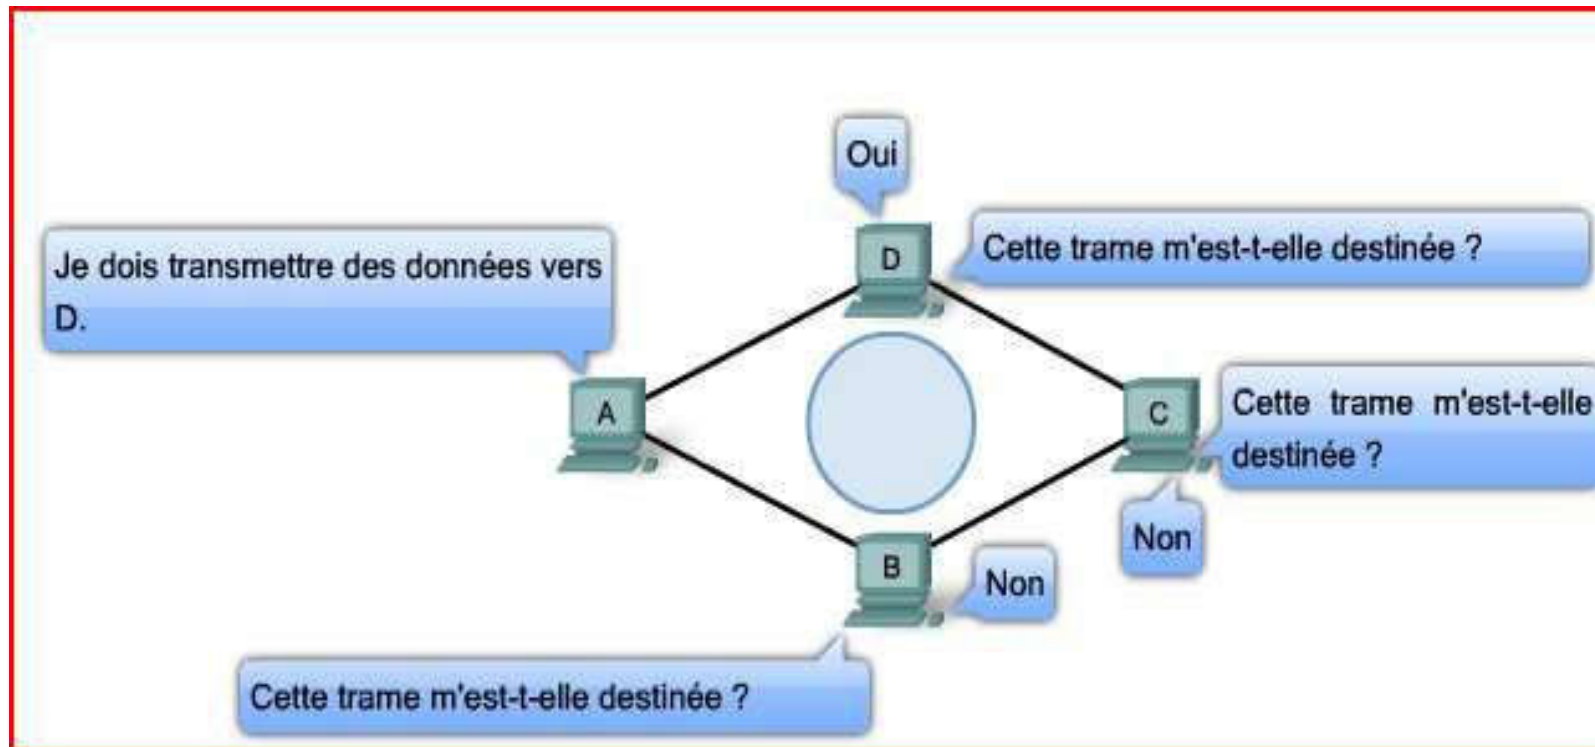 Oui
Je dois transmettre des données vers
D.
D
Cette trame m'est-t-elle destinée ?
A
C
Cette trame m'est-t-elle
destinée ?
Non
B
Non
Cette trame m'est-t-elle destinée ?